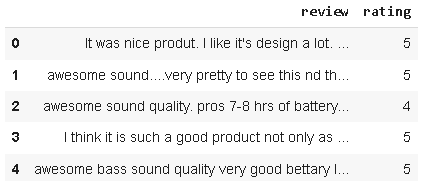 review rating
0 It was nice produt. I like it's design a lot. ... 5
1 awesome sound....very pretty to see this nd th... 5
2 awesome sound quality. pros 7-8 hrs of battery... 4
3 I think it is such a good product not only as ... 5
4 awesome bass sound quality very good bettary l... 5